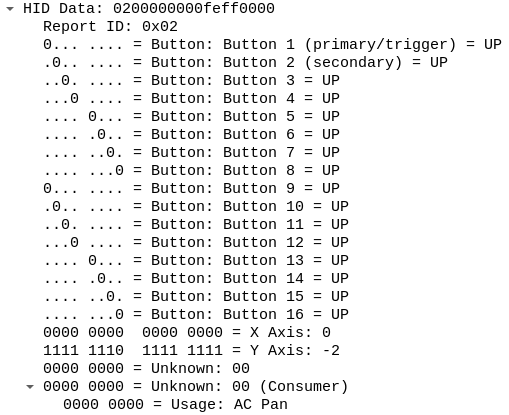 HID Data: 0200000000feff0000
Report ID: 0x02
0... .... = Button: Button 1 (primary/trigger) = UP
.0.. .... = Button: Button 2 (secondary) = UP
..0. .... = Button: Button 3 = UP
...0 .... = Button: Button 4 = UP
.... 0... = Button: Button 5 = UP
.... .0.. = Button: Button 6 = UP
.... ..0. = Button: Button 7 = UP
.... ...0 = Button: Button 8 = UP
0... .... = Button: Button 9 = UP
.0.. .... = Button: Button 10 = UP
..0. .... = Button: Button 11 = UP
...0 .... = Button: Button 12 = UP
.... 0... = Button: Button 13 = UP
.... .0.. = Button: Button 14 = UP
.... ..0. = Button: Button 15 = UP
.... ...0 = Button: Button 16 = UP
0000 0000  0000 0000 = X Axis: 0
1111 1110  1111 1111 = Y Axis: -2
0000 0000 = Unknown: 00
0000 0000 = Unknown: 00 (Consumer)
0000 0000 = Usage: AC Pan